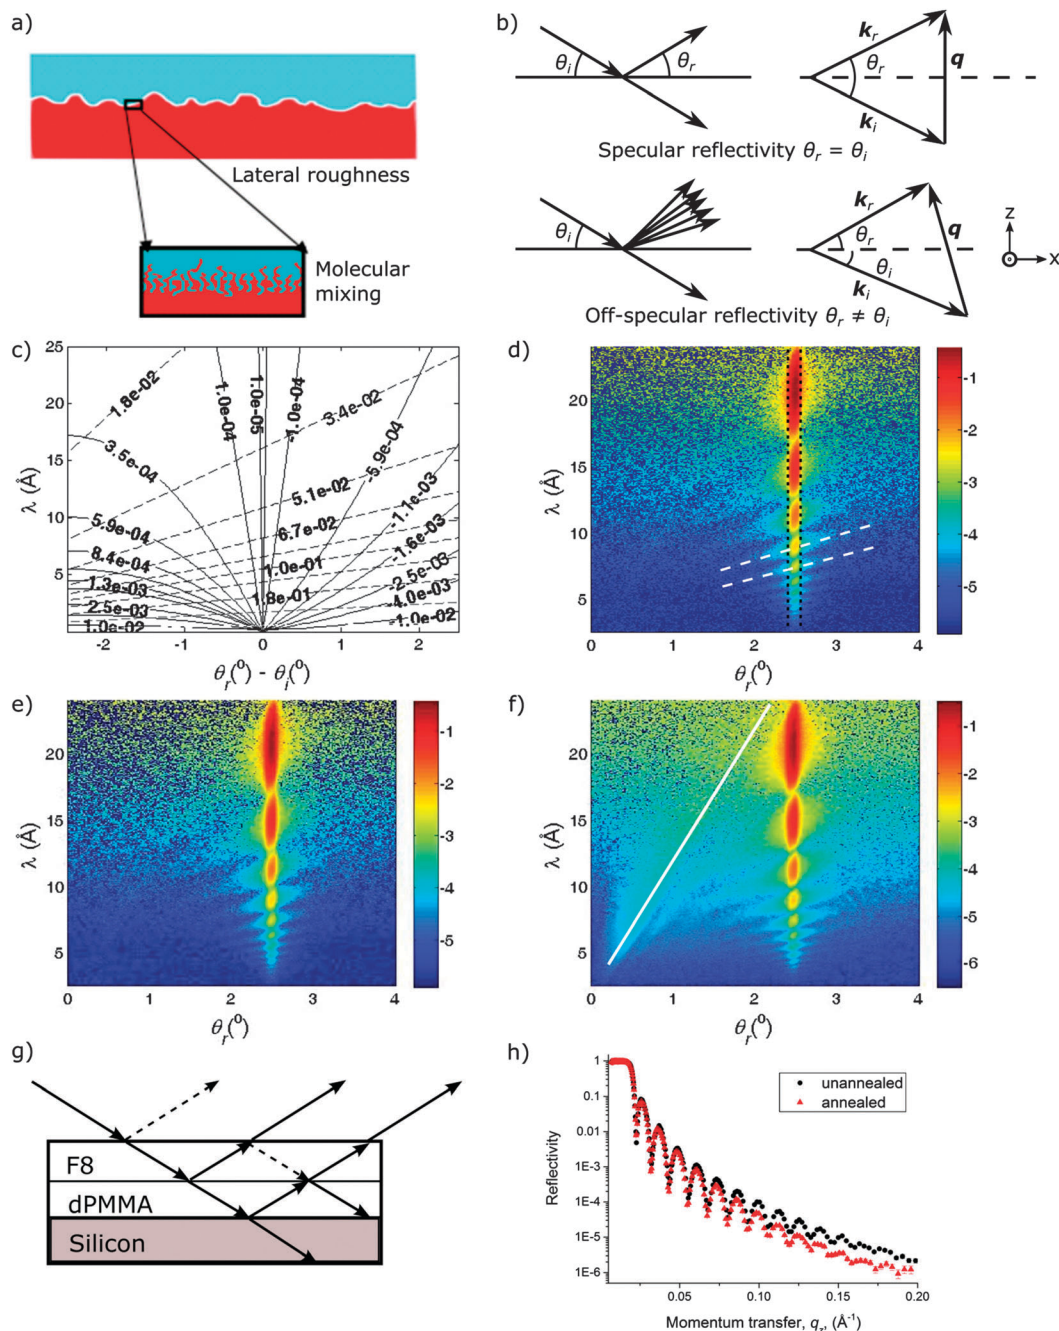 a)
Lateral roughness
Molecular
mixing
b)
θi
θr
kr
θr
q
ki
Specular reflectivity θr = θi
θi
kr
θr
q
θi
ki
z
x
Off-specular reflectivity θr ≠ θi
c)
25
20
15
10
5
λ (Å)
-2
-1
0
1
2
θr(⁰) - θi(⁰)
1.8e-02
1.0e-04
1.0e-05
-1.0e-04
3.4e-02
3.5e-04
-5.9e-04
5.1e-02
-1.1e-03
5.9e-04
6.7e-02
-1.6e-03
8.4e-04
1.0e-01
-2.5e-03
1.3e-03
1.8e-01
-4.0e-03
2.5e-03
1.0e-02
-1.0e-02
d)
20
15
10
5
λ (Å)
0
1
2
3
4
θr(⁰)
-1
-2
-3
-4
-5
e)
20
15
10
5
λ (Å)
0
1
2
3
4
θr(⁰)
-1
-2
-3
-4
-5
f)
20
15
10
5
λ (Å)
0
1
2
3
4
θr(⁰)
-1
-2
-3
-4
-5
-6
g)
F8
dPMMA
Silicon
h)
1
0.1
0.01
1E-3
1E-4
1E-5
1E-6
Reflectivity
unannealed
annealed
0.05
0.10
0.15
0.20
Momentum transfer, qz, (Å⁻¹)